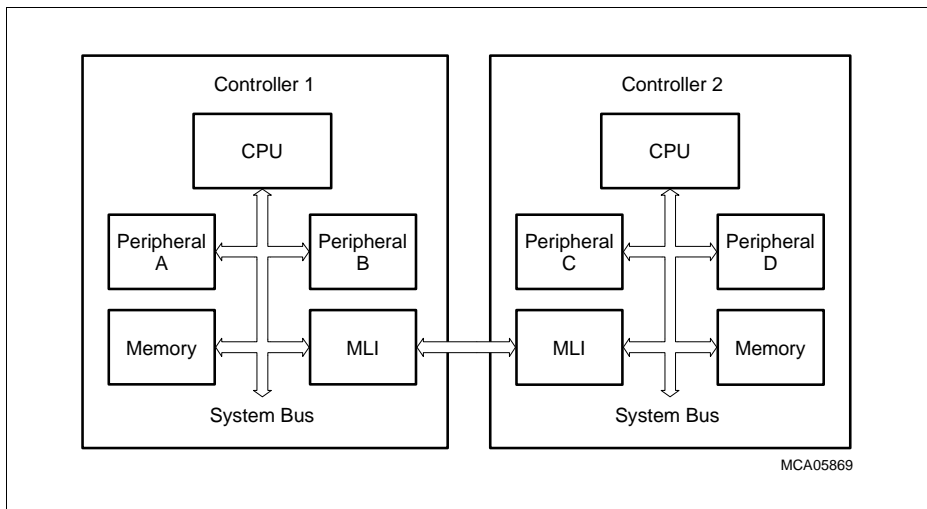 Controller 1
CPU
Peripheral
A
Peripheral
B
Memory
MLI
System Bus
Controller 2
CPU
Peripheral
C
Peripheral
D
MLI
Memory
System Bus
MCA05869